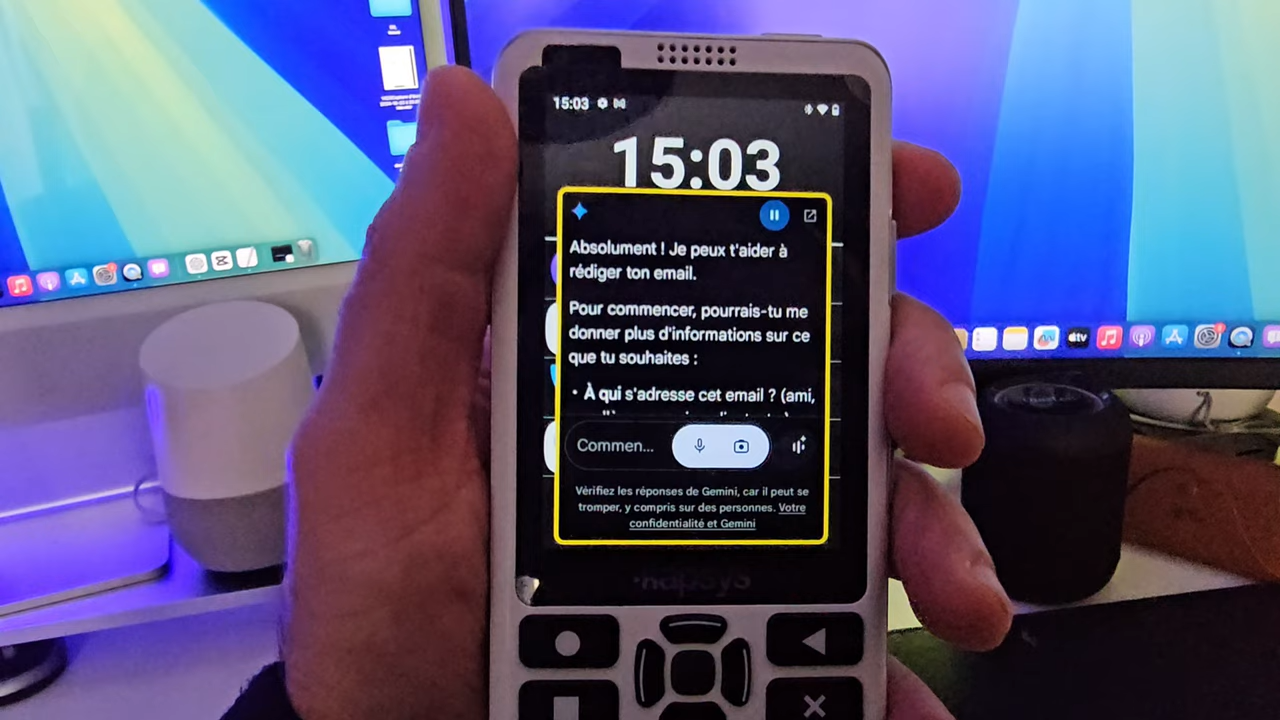 15:03
15:03
Absolument ! Je peux t'aider à
rédiger ton email.
Pour commencer, pourrais-tu me
donner plus d'informations sur ce
que tu souhaites :
• À qui s'adresse cet email ? (ami,
Commen...
Vérifiez les réponses de Gemini, car il peut se
tromper, y compris sur des personnes. Votre
confidentialité et Gemini
kapsys
tv